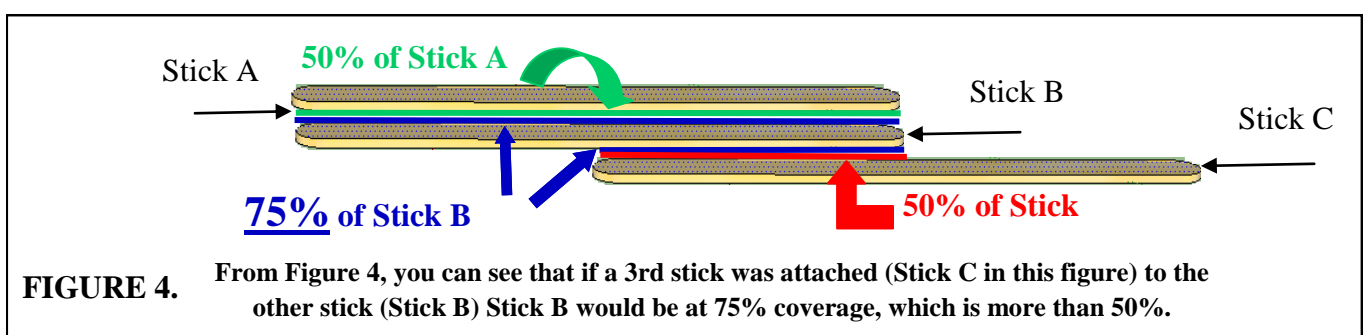 50% of Stick A
Stick A
Stick B
Stick C
75% of Stick B
50% of Stick
FIGURE 4.
From Figure 4, you can see that if a 3rd stick was attached (Stick C in this figure) to the
other stick (Stick B) Stick B would be at 75% coverage, which is more than 50%.